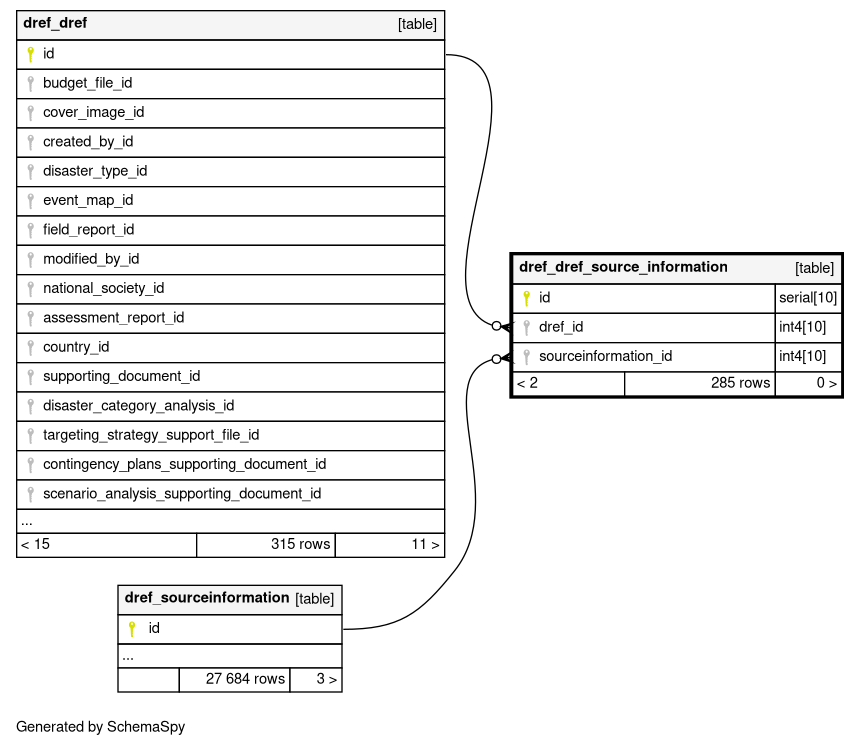 dref_dref [table]
id
budget_file_id
cover_image_id
created_by_id
disaster_type_id
event_map_id
field_report_id
modified_by_id
national_society_id
assessment_report_id
country_id
supporting_document_id
disaster_category_analysis_id
targeting_strategy_support_file_id
contingency_plans_supporting_document_id
scenario_analysis_supporting_document_id
...
< 15 315 rows 11 >
dref_dref_source_information [table]
id serial[10]
dref_id int4[10]
sourceinformation_id int4[10]
< 2 285 rows 0 >
dref_sourceinformation [table]
id
...
27 684 rows 3 >
Generated by SchemaSpy